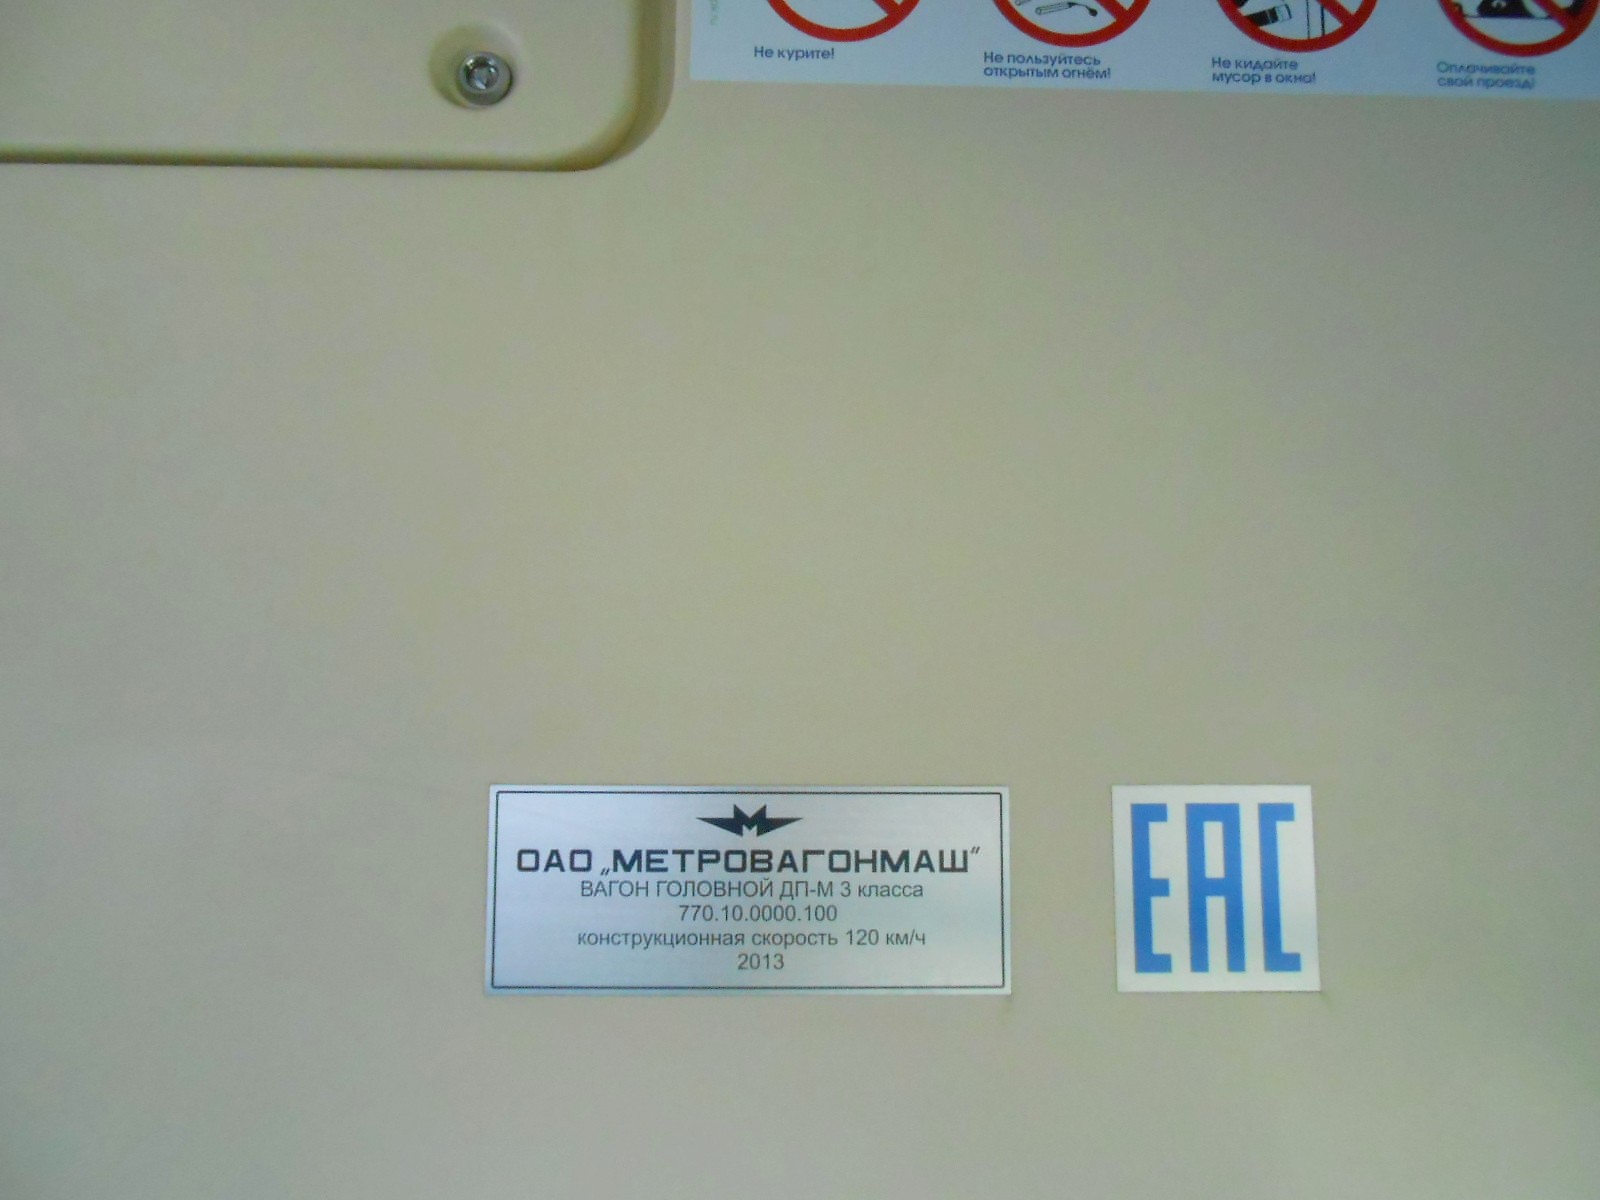 Не курите!
Не пользуйтесь
открытым огнём!
Не кидайте
мусор в окна!
Оплачивайте
свой проезд!
ОАО „МЕТРОВАГОНМАШ“
ВАГОН ГОЛОВНОЙ ДП-М 3 класса
770.10.0000.100
конструкционная скорость 120 км/ч
2013
ЕАС